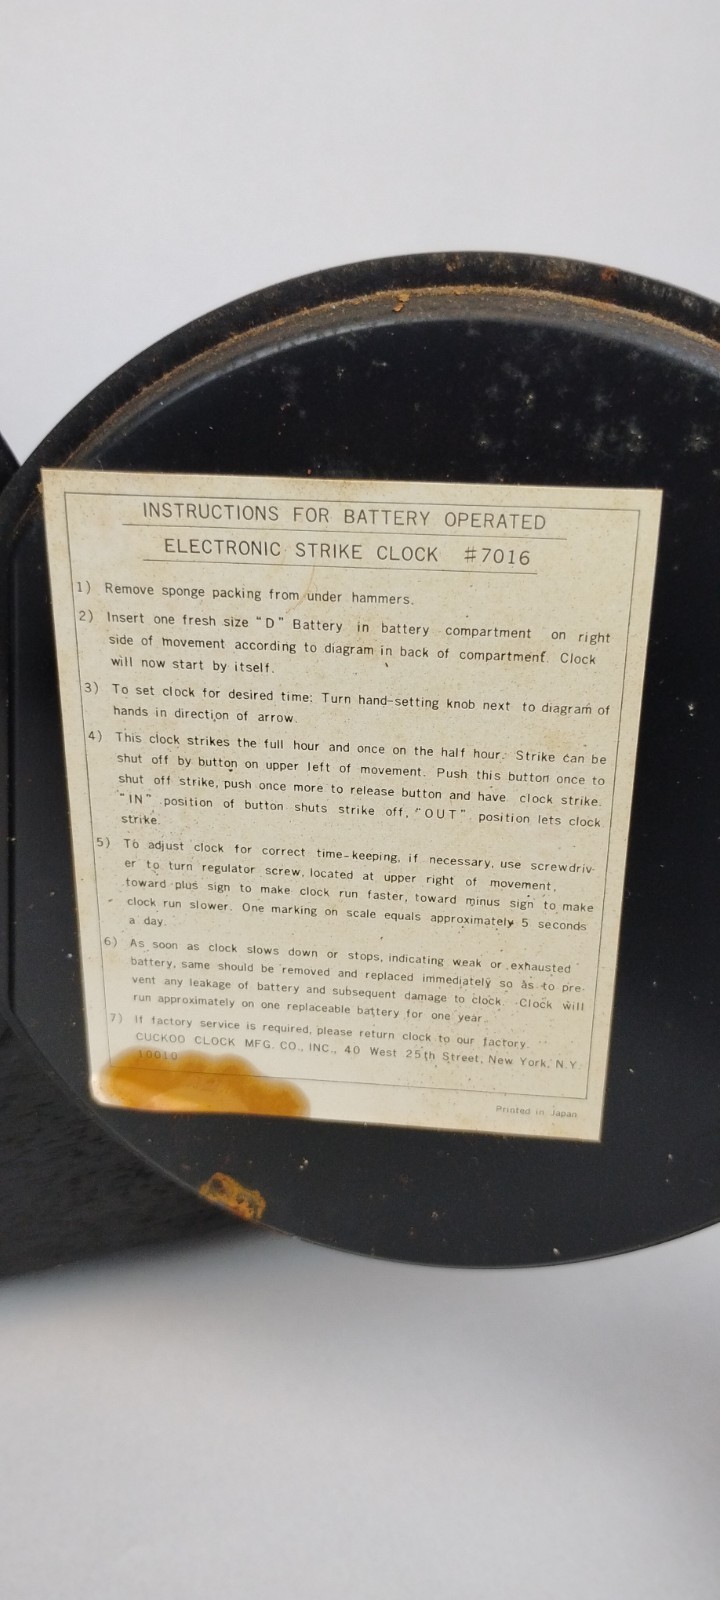 INSTRUCTIONS FOR BATTERY OPERATED
ELECTRONIC STRIKE CLOCK #7016
1) Remove sponge packing from under hammers.
2) Insert one fresh size "D" Battery in battery compartment on right
side of movement according to diagram in back of compartment. Clock
will now start by itself.
3) To set clock for desired time: Turn hand-setting knob next to diagram of
hands in direction of arrow.
4) This clock strikes the full hour and once on the half hour. Strike can be
shut off by button on upper left of movement. Push this button once to
shut off strike, push once more to release button and have clock strike.
"IN" position of button shuts strike off, "OUT" position lets clock
strike.
5) To adjust clock for correct time-keeping, if necessary, use screwdriv-
er to turn regulator screw, located at upper right of movement,
toward plus sign to make clock run faster, toward minus sign to make
clock run slower. One marking on scale equals approximately 5 seconds
a day.
6) As soon as clock slows down or stops, indicating weak or exhausted
battery, same should be removed and replaced immediately so as to pre-
vent any leakage of battery and subsequent damage to clock. Clock will
run approximately on one replaceable battery for one year.
7) If factory service is required, please return clock to our factory.
CUCKOO CLOCK MFG. CO., INC., 40 West 25th Street, New York, N.Y.
10010
Printed in Japan